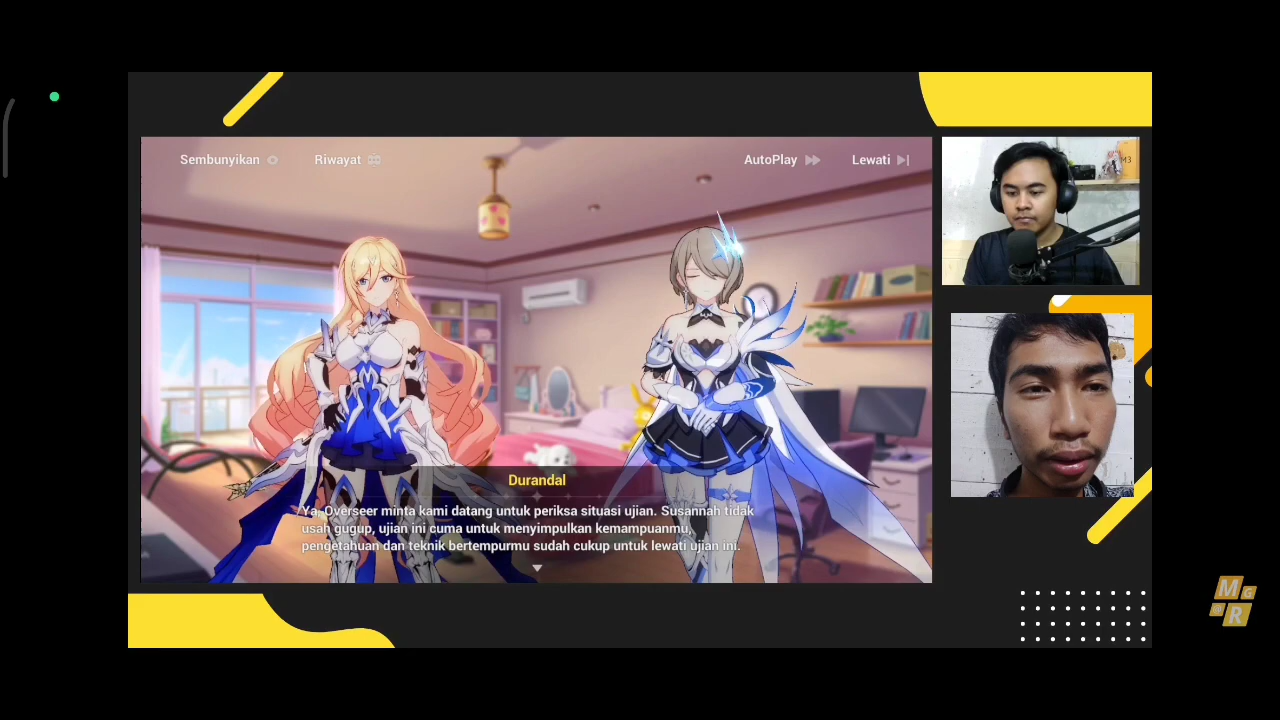 Sembunyikan
Riwayat
AutoPlay
Lewati
M3
Durandal
Ya, Overseer minta kami datang untuk periksa situasi ujian. Susannah tidak
usah gugup, ujian ini cuma untuk menyimpulkan kemampuanmu,
pengetahuan dan teknik bertempurmu sudah cukup untuk lewati ujian ini.
M G
R